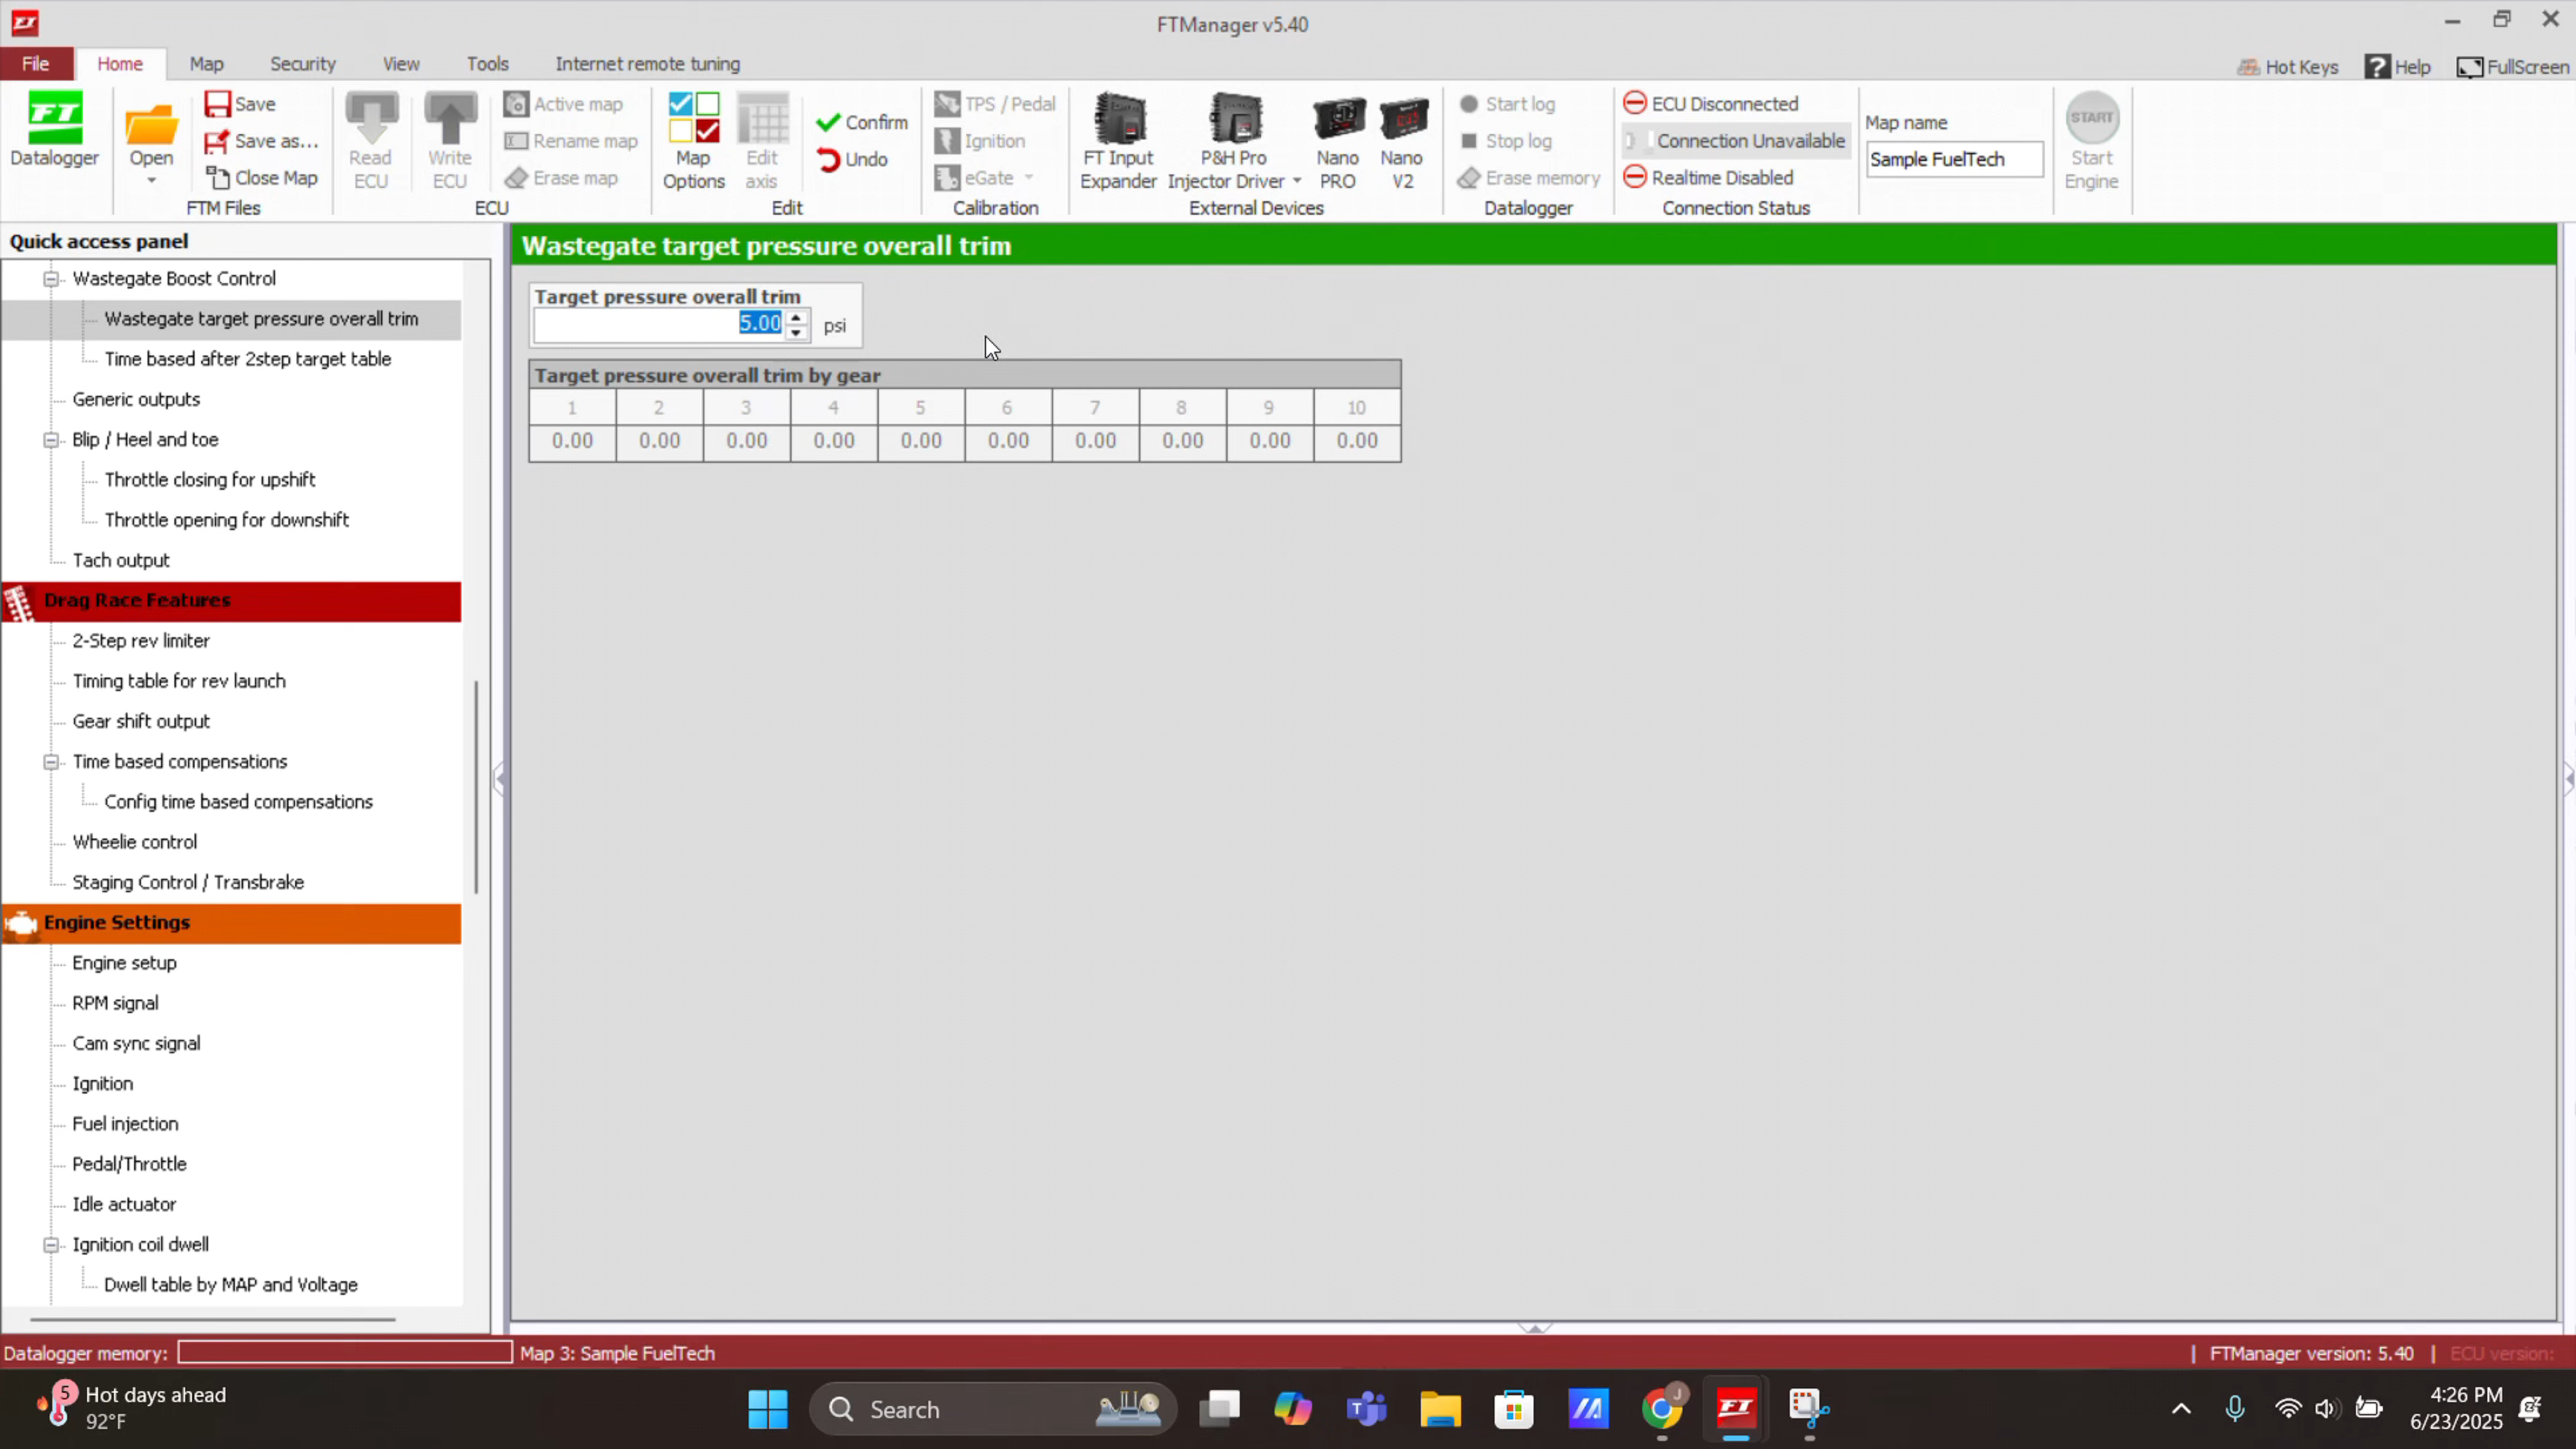 FT
FTManager v5.40
File Home Map Security View Tools Internet remote tuning
Hot Keys ? Help FullScreen
FT
Datalogger
Open
Save
Save as...
Close Map
FTM Files
Read ECU
Write ECU
Active map
Rename map
Erase map
ECU
Map Options
Edit axis
Confirm
Undo
Edit
TPS / Pedal
Ignition
eGate
Calibration
FT Input Expander
P&H Pro Injector Driver
Nano PRO
Nano V2
External Devices
Start log
Stop log
Erase memory
Datalogger
ECU Disconnected
Connection Unavailable
Realtime Disabled
Connection Status
Map name
Sample FuelTech
START
Start Engine
Quick access panel
Wastegate Boost Control
Wastegate target pressure overall trim
Time based after 2step target table
Generic outputs
Blip / Heel and toe
Throttle closing for upshift
Throttle opening for downshift
Tach output
Drag Race Features
2-Step rev limiter
Timing table for rev launch
Gear shift output
Time based compensations
Config time based compensations
Wheelie control
Staging Control / Transbrake
Engine Settings
Engine setup
RPM signal
Cam sync signal
Ignition
Fuel injection
Pedal/Throttle
Idle actuator
Ignition coil dwell
Dwell table by MAP and Voltage
Wastegate target pressure overall trim
Target pressure overall trim
5.00 psi
Target pressure overall trim by gear
1 2 3 4 5 6 7 8 9 10
0.00 0.00 0.00 0.00 0.00 0.00 0.00 0.00 0.00 0.00
Datalogger memory: Map 3: Sample FuelTech | FTManager version: 5.40 | ECU version:
5 Hot days ahead
92°F
Search
T
J
FT
4:26 PM
6/23/2025